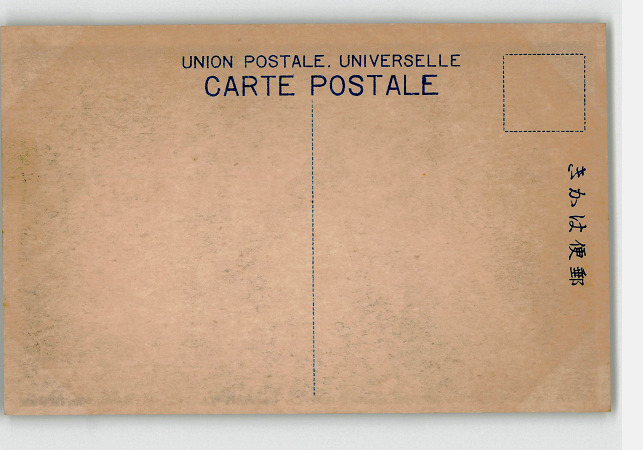 UNION POSTALE. UNIVERSELLE
CARTE POSTALE
郵便はかき